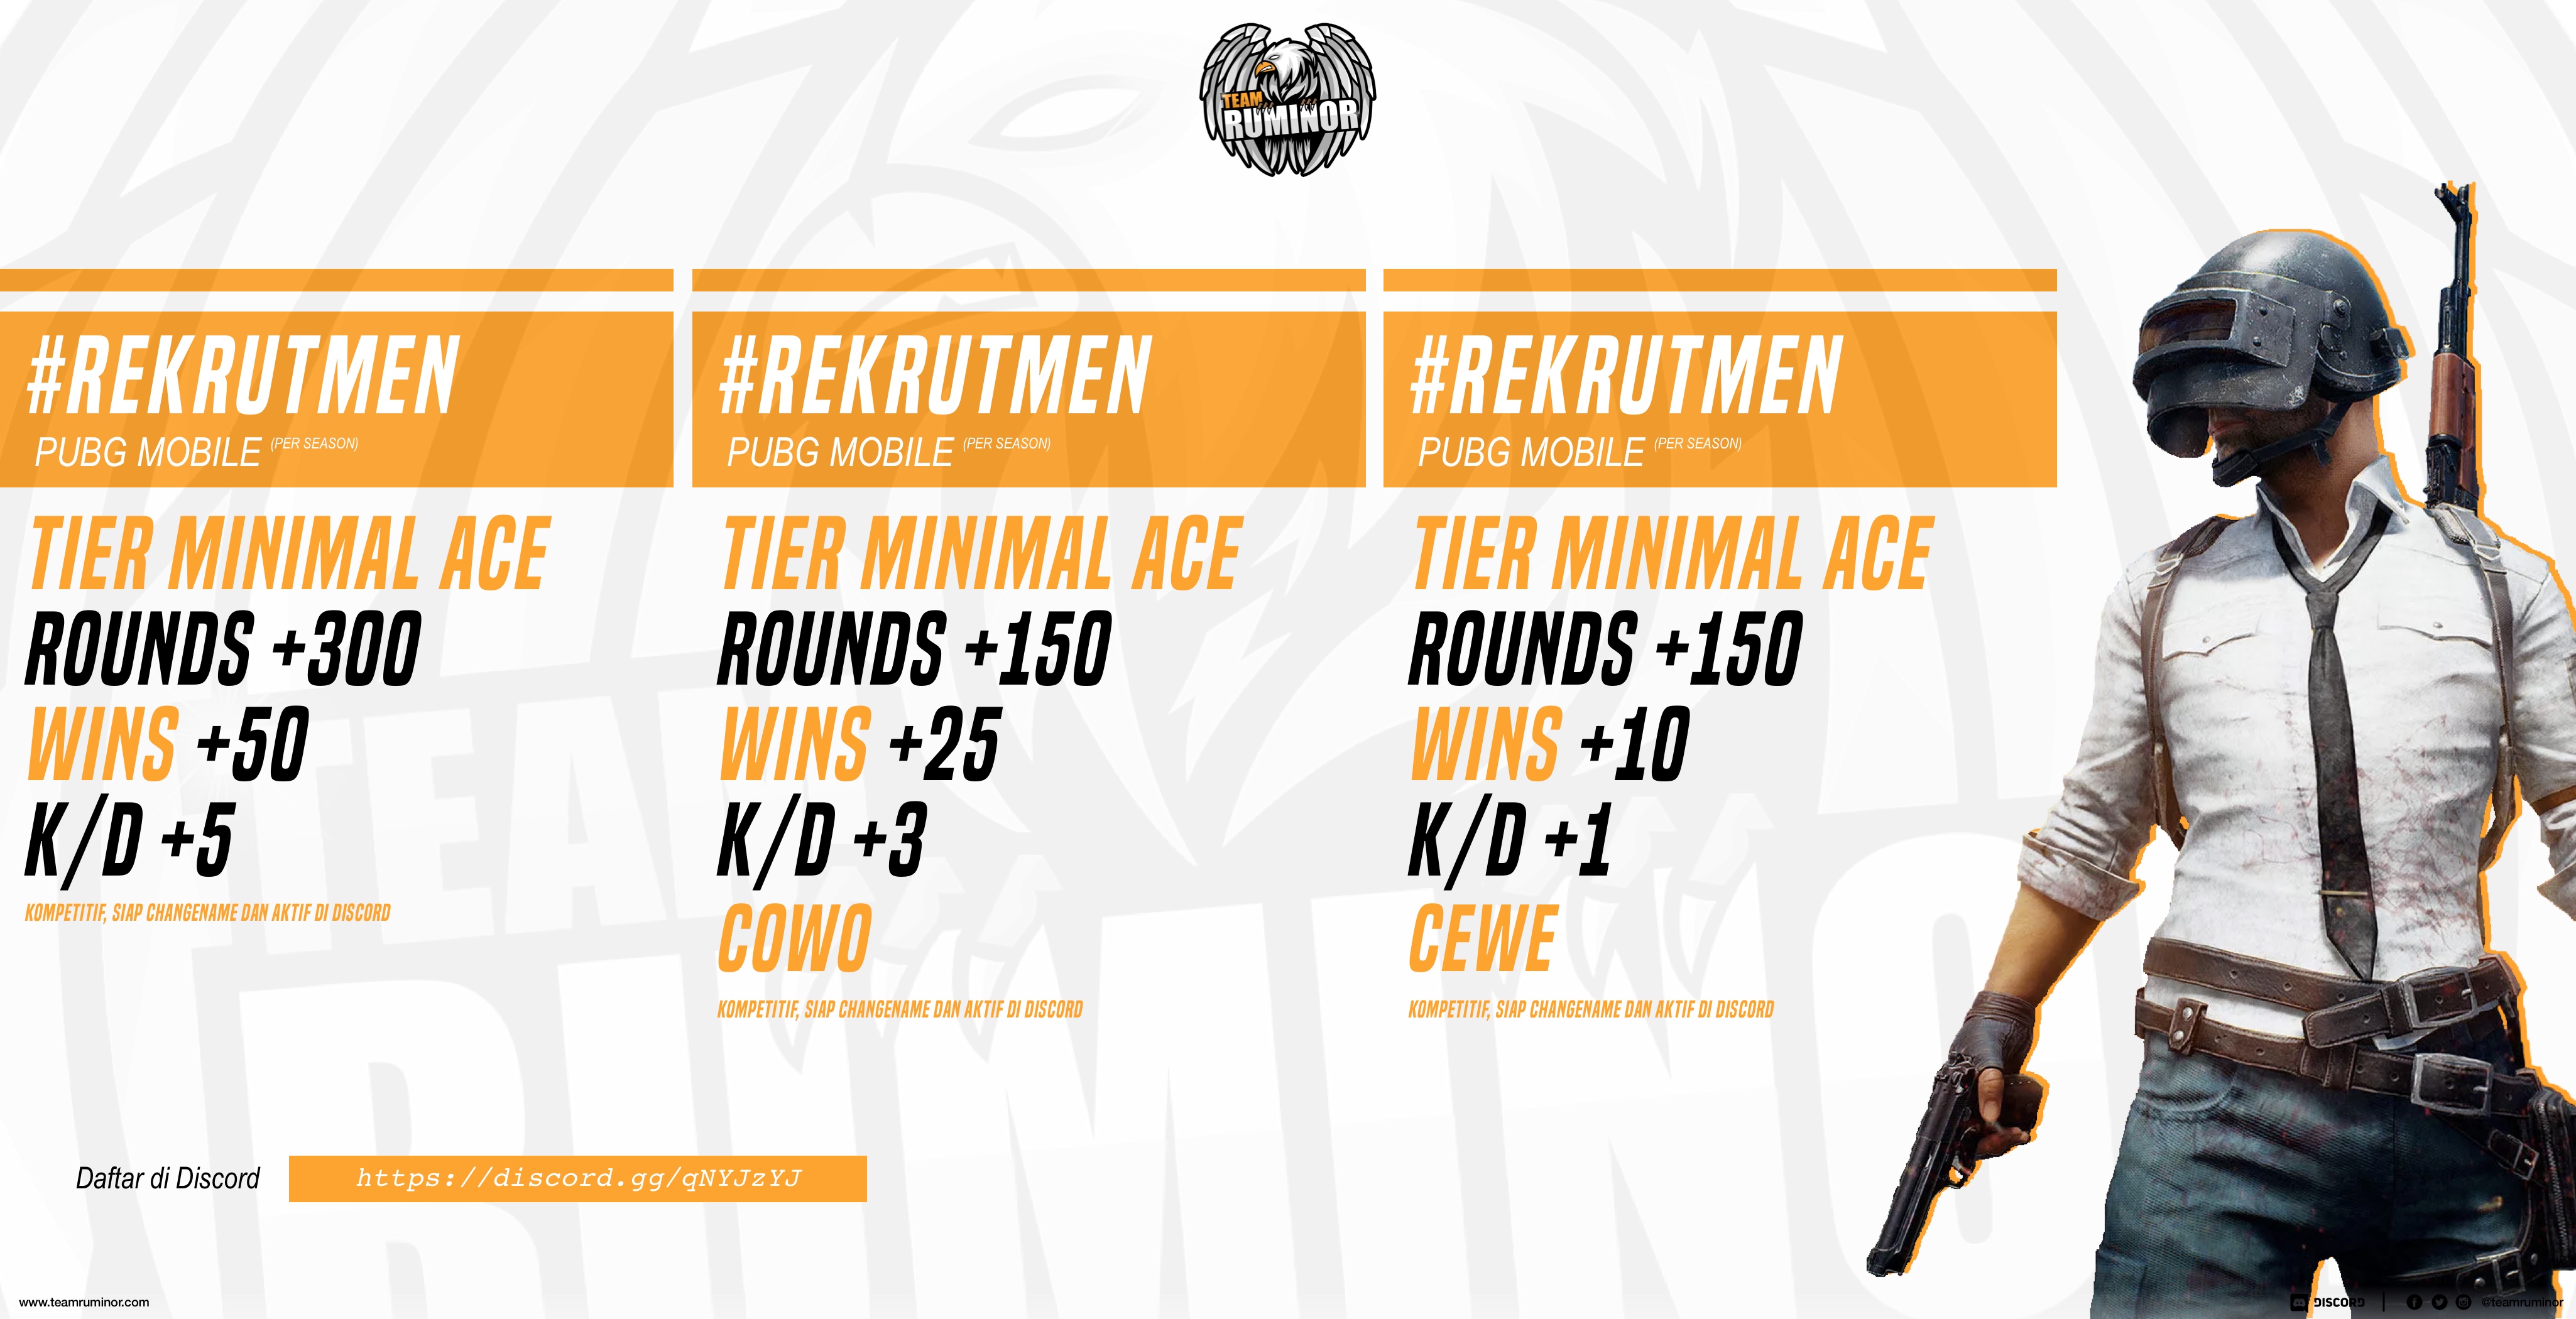 TEAM
RUMINOR
#REKRUTMEN
PUBG MOBILE (PER SEASON)
TIER MINIMAL ACE
ROUNDS +300
WINS +50
K/D +5
KOMPETITIF, SIAP CHANGENAME DAN AKTIF DI DISCORD
#REKRUTMEN
PUBG MOBILE (PER SEASON)
TIER MINIMAL ACE
ROUNDS +150
WINS +25
K/D +3
COWO
KOMPETITIF, SIAP CHANGENAME DAN AKTIF DI DISCORD
#REKRUTMEN
PUBG MOBILE (PER SEASON)
TIER MINIMAL ACE
ROUNDS +150
WINS +10
K/D +1
CEWE
KOMPETITIF, SIAP CHANGENAME DAN AKTIF DI DISCORD
Daftar di Discord https://discord.gg/qNYJzYJ
www.teamruminor.com
DISCORD | @teamruminor